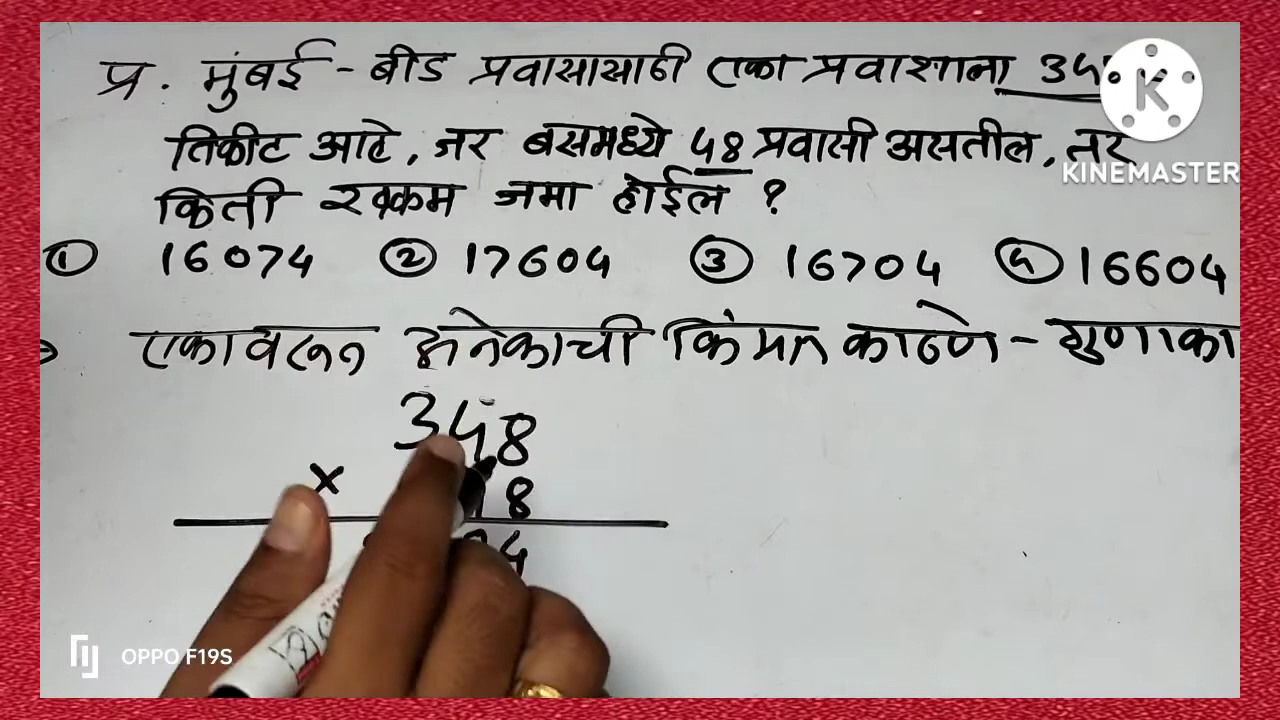 प्र. मुंबई - बीड प्रवासासाठी एका प्रवाशाला 34
तिकीट आहे, जर बसमध्ये 48 प्रवासी असतील, तर
किती रक्कम जमा होईल ?
① 16074 ② 17604 ③ 16704 ④ 16604
एकावरून अनेकाची किंमत काढणे - गुणाका
348
× 8
4
KINEMASTER
OPPO F19S